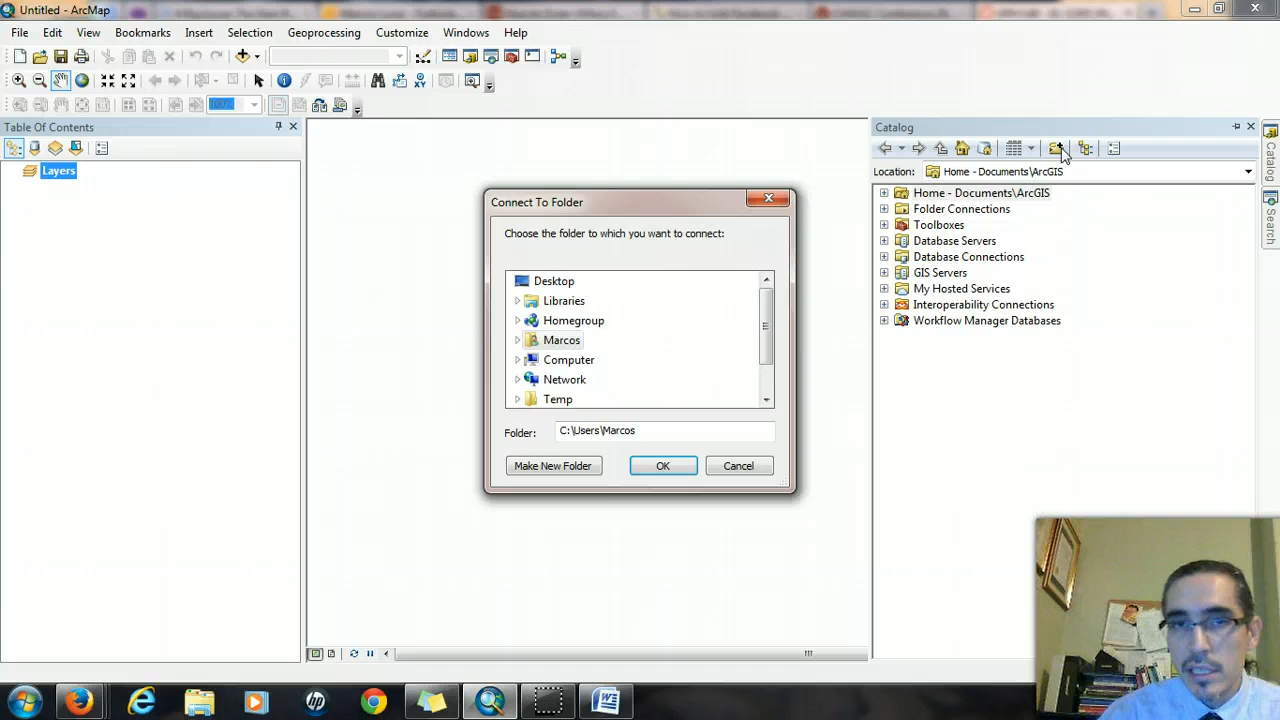 Untitled - ArcMap
File Edit View Bookmarks Insert Selection Geoprocessing Customize Windows Help
100%
Table Of Contents
Layers
Catalog
Location: Home - Documents\ArcGIS
Home - Documents\ArcGIS
Folder Connections
Toolboxes
Database Servers
Database Connections
GIS Servers
My Hosted Services
Interoperability Connections
Workflow Manager Databases
Catalog
Search
Connect To Folder
Choose the folder to which you want to connect:
Desktop
Libraries
Homegroup
Marcos
Computer
Network
Temp
Folder: C:\Users\Marcos
Make New Folder OK Cancel